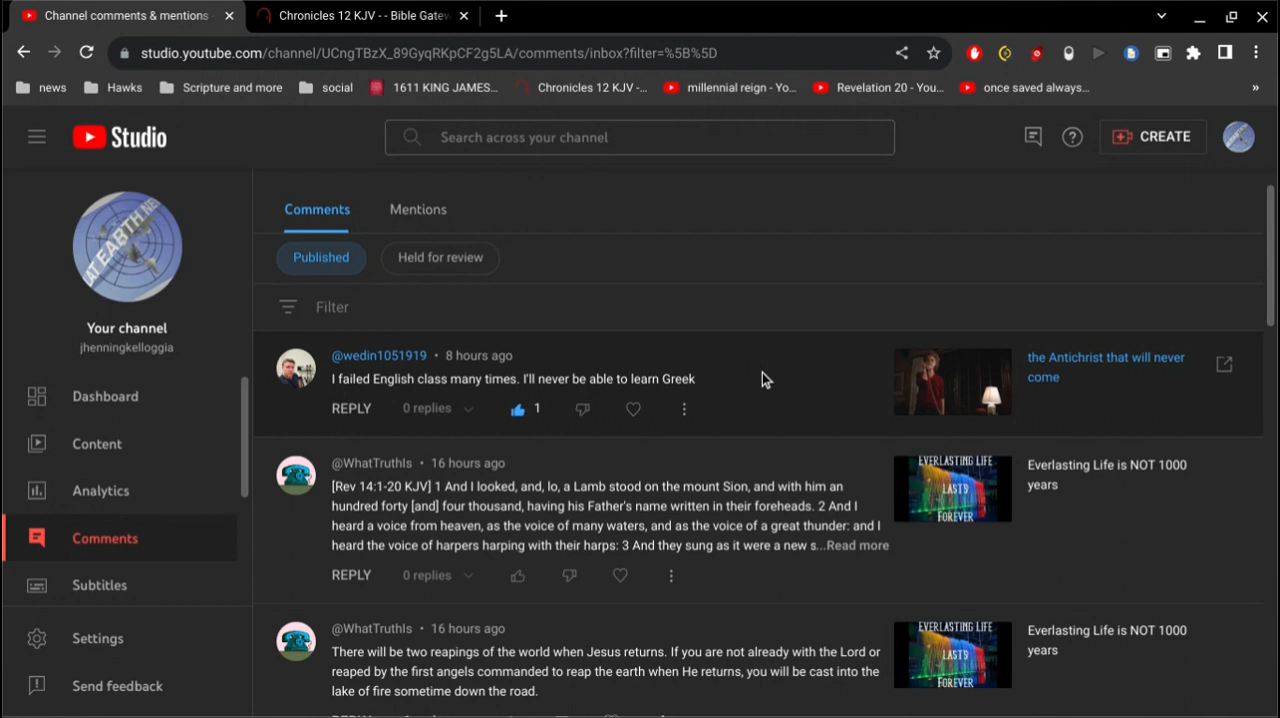 Channel comments & mentions
Chronicles 12 KJV - - Bible Gatew
studio.youtube.com/channel/UCngTBzX_89GyqRKpCF2g5LA/comments/inbox?filter=%5B%5D
news
Hawks
Scripture and more
social
1611 KING JAMES...
Chronicles 12 KJV -...
millennial reign - Yo...
Revelation 20 - You...
once saved always...
»
Studio
Search across your channel
CREATE
Your channel
jhenningkelloggia
Dashboard
Content
Analytics
Comments
Subtitles
Settings
Send feedback
Comments
Mentions
Published
Held for review
Filter
@wedin1051919 • 8 hours ago
I failed English class many times. I'll never be able to learn Greek
REPLY 0 replies 1
the Antichrist that will never
come
@WhatTruthIs • 16 hours ago
[Rev 14:1-20 KJV] 1 And I looked, and, lo, a Lamb stood on the mount Sion, and with him an
hundred forty [and] four thousand, having his Father's name written in their foreheads. 2 And I
heard a voice from heaven, as the voice of many waters, and as the voice of a great thunder: and I
heard the voice of harpers harping with their harps: 3 And they sung as it were a new s...Read more
REPLY 0 replies
EVERLASTING LIFE
LASTS
FOREVER
Everlasting Life is NOT 1000
years
@WhatTruthIs • 16 hours ago
There will be two reapings of the world when Jesus returns. If you are not already with the Lord or
reaped by the first angels commanded to reap the earth when He returns, you will be cast into the
lake of fire sometime down the road.
EVERLASTING LIFE
LASTS
FOREVER
Everlasting Life is NOT 1000
years